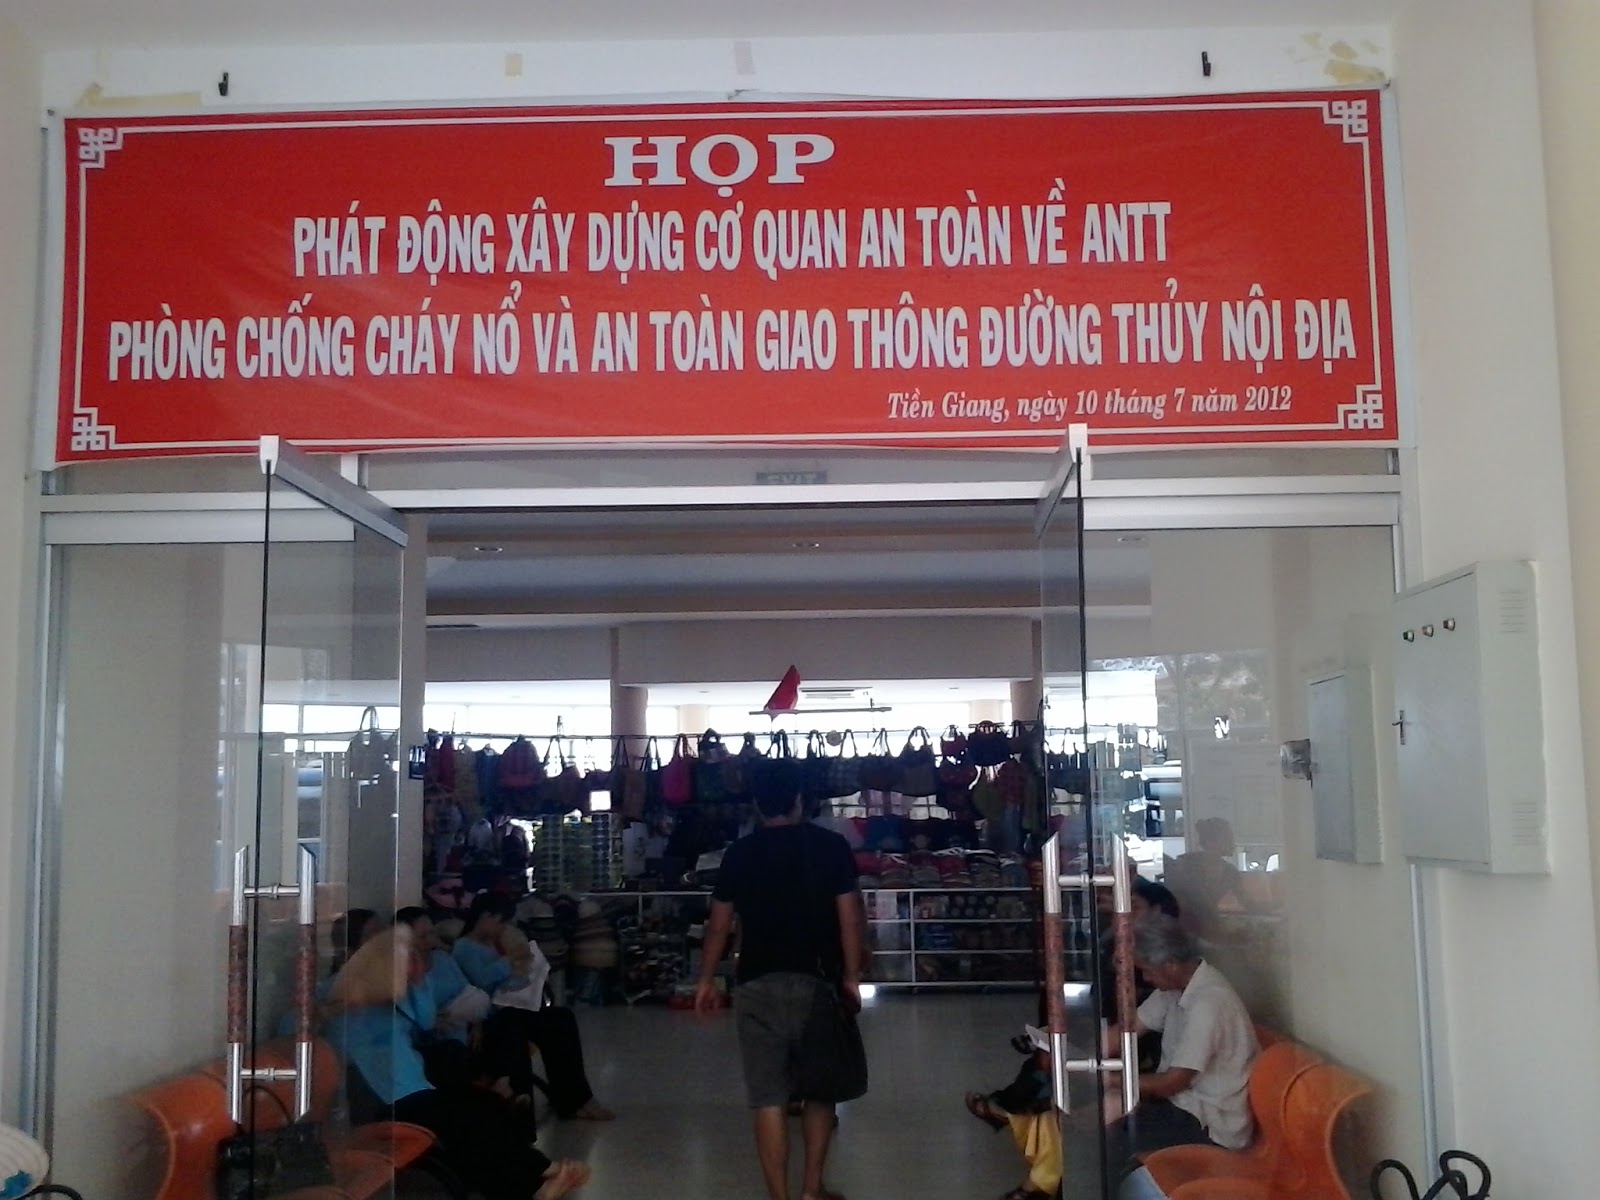 HỌP
PHÁT ĐỘNG XÂY DỰNG CƠ QUAN AN TOÀN VỀ ANTT
PHÒNG CHỐNG CHÁY NỔ VÀ AN TOÀN GIAO THÔNG ĐƯỜNG THỦY NỘI ĐỊA
Tiền Giang, ngày 10 tháng 7 năm 2012
EXIT